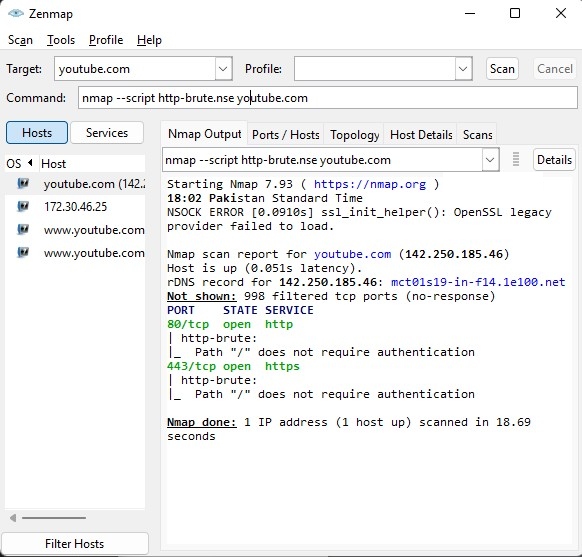 Zenmap
Scan Tools Profile Help
Target: youtube.com Profile: Scan Cancel
Command: nmap --script http-brute.nse youtube.com
Hosts Services
Nmap Output Ports / Hosts Topology Host Details Scans
OS Host
nmap --script http-brute.nse youtube.com Details
youtube.com (142.2
172.30.46.25
www.youtube.com
www.youtube.com
Starting Nmap 7.93 ( https://nmap.org )
18:02 Pakistan Standard Time
NSOCK ERROR [0.0910s] ssl_init_helper(): OpenSSL legacy
provider failed to load.
Nmap scan report for youtube.com (142.250.185.46)
Host is up (0.051s latency).
rDNS record for 142.250.185.46: mct01s19-in-f14.1e100.net
Not shown: 998 filtered tcp ports (no-response)
PORT STATE SERVICE
80/tcp open http
| http-brute:
|_ Path "/" does not require authentication
443/tcp open https
| http-brute:
|_ Path "/" does not require authentication
Nmap done: 1 IP address (1 host up) scanned in 18.69
seconds
Filter Hosts